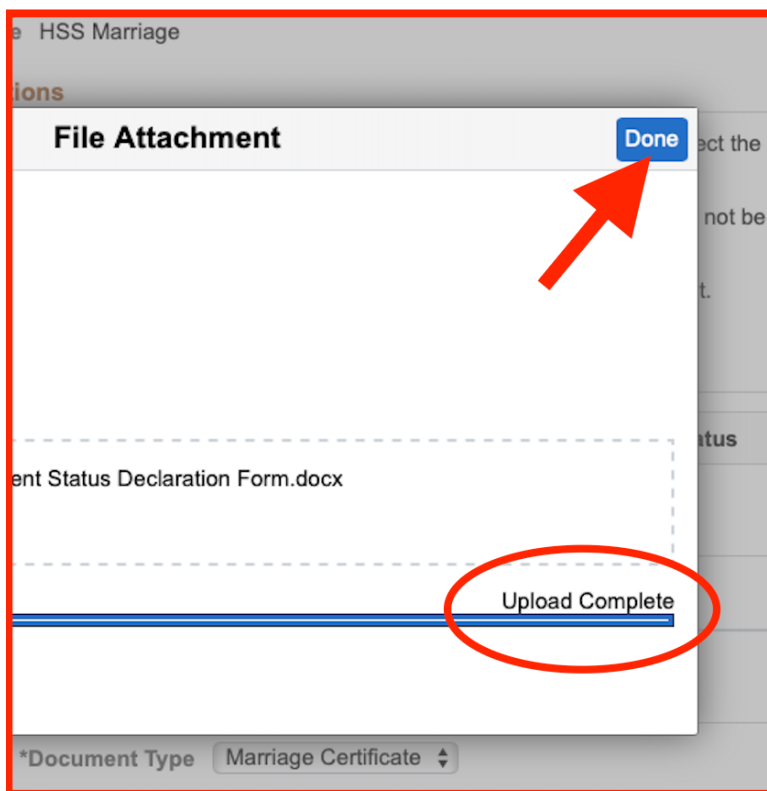 e HSS Marriage
tions
File Attachment
Done
ect the
not be
t.
atus
ent Status Declaration Form.docx
Upload Complete
*Document Type Marriage Certificate